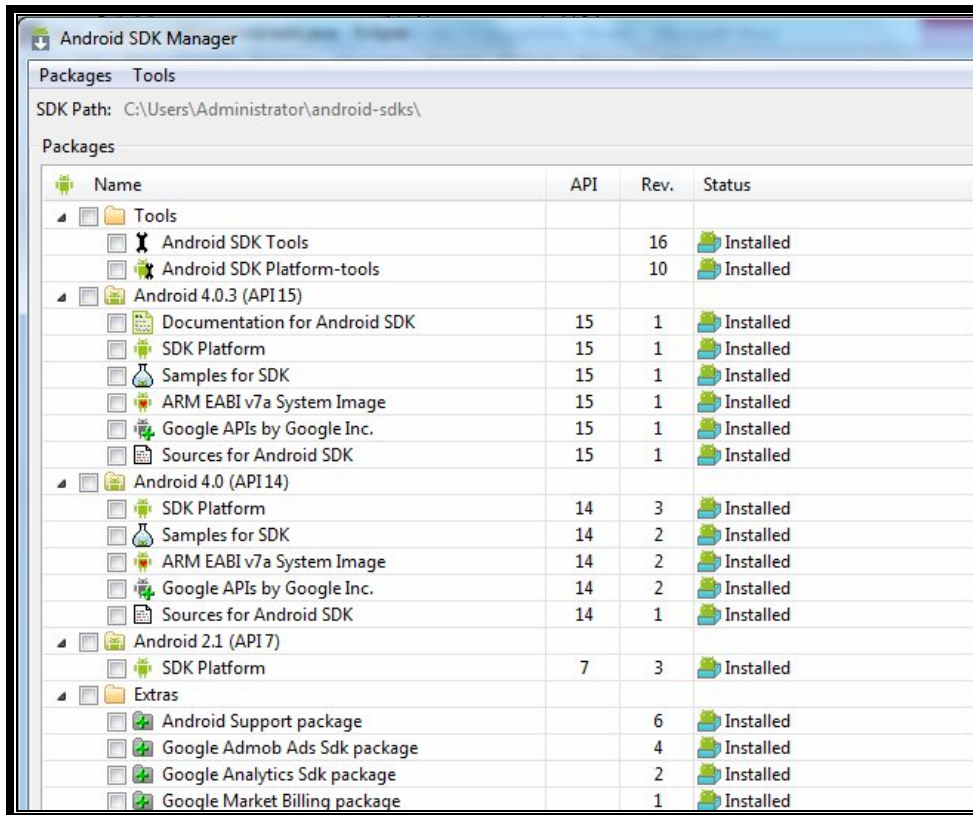 Android SDK Manager
Packages Tools
SDK Path: C:\Users\Administrator\android-sdks\
Packages
Name API Rev. Status
Tools
Android SDK Tools 16 Installed
Android SDK Platform-tools 10 Installed
Android 4.0.3 (API 15)
Documentation for Android SDK 15 1 Installed
SDK Platform 15 1 Installed
Samples for SDK 15 1 Installed
ARM EABI v7a System Image 15 1 Installed
Google APIs by Google Inc. 15 1 Installed
Sources for Android SDK 15 1 Installed
Android 4.0 (API 14)
SDK Platform 14 3 Installed
Samples for SDK 14 2 Installed
ARM EABI v7a System Image 14 2 Installed
Google APIs by Google Inc. 14 2 Installed
Sources for Android SDK 14 1 Installed
Android 2.1 (API 7)
SDK Platform 7 3 Installed
Extras
Android Support package 6 Installed
Google Admob Ads Sdk package 4 Installed
Google Analytics Sdk package 2 Installed
Google Market Billing package 1 Installed